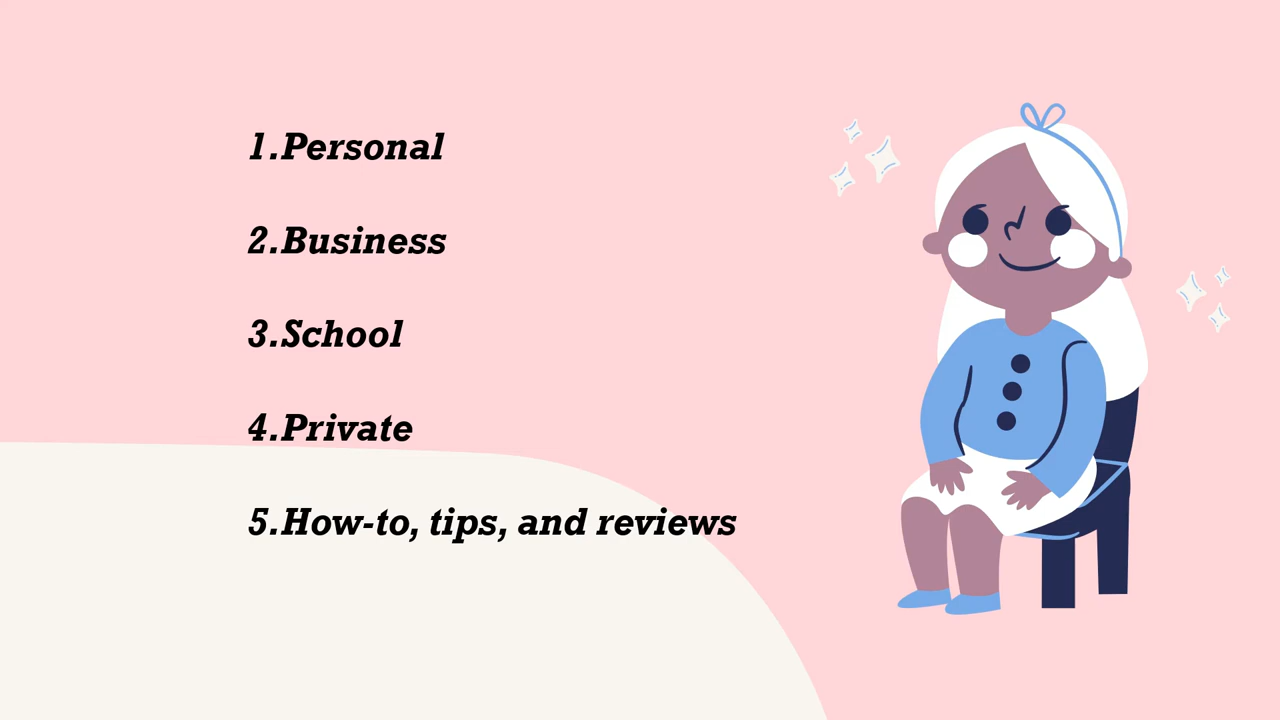 1.Personal
2.Business
3.School
4.Private
5.How-to, tips, and reviews